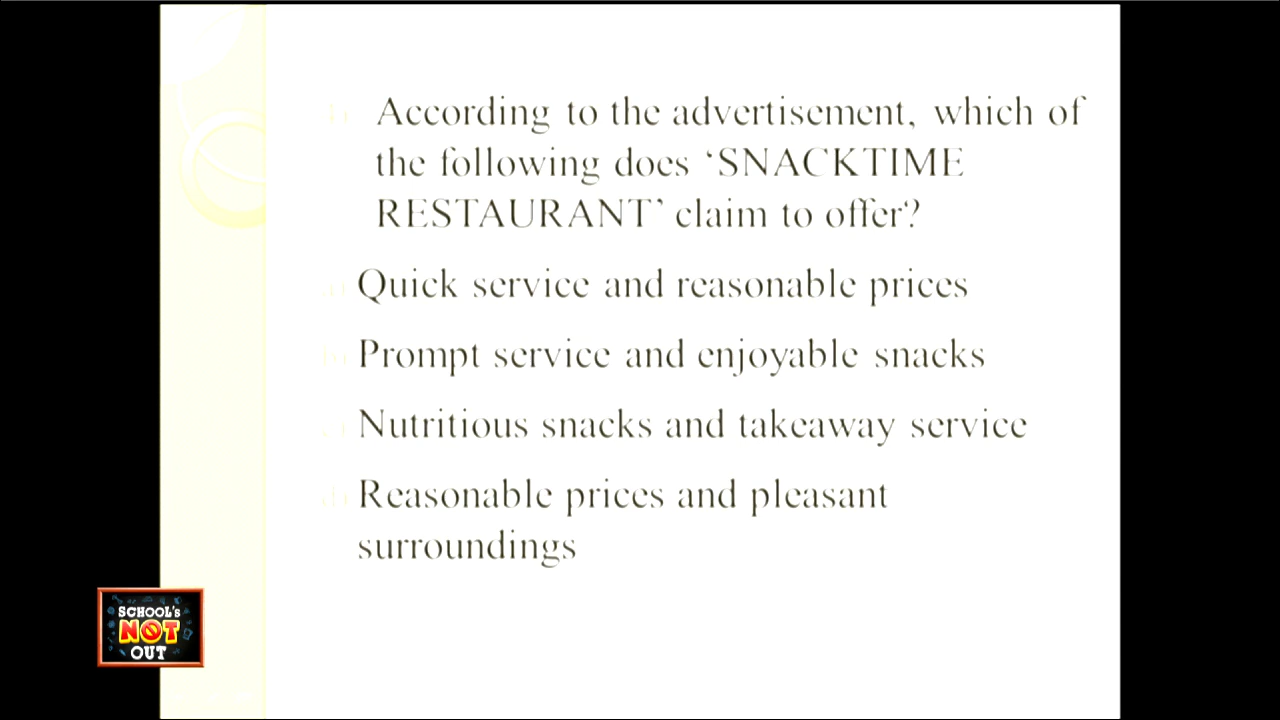 According to the advertisement, which of
the following does ‘SNACKTIME
RESTAURANT’ claim to offer?
Quick service and reasonable prices
Prompt service and enjoyable snacks
Nutritious snacks and takeaway service
d) Reasonable prices and pleasant
surroundings
SCHOOL'S
NOT
OUT